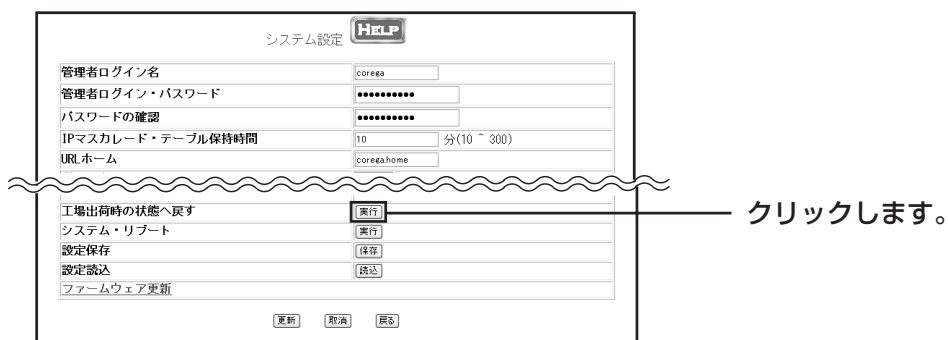 システム設定 HELP
管理者ログイン名 corega
管理者ログイン・パスワード ●●●●●●●●●●
パスワードの確認 ●●●●●●●●●●
IPマスカレード・テーブル保持時間 10 分(10 ~ 300)
URLホーム corega.home
工場出荷時の状態へ戻す 実行 クリックします。
システム・リブート 実行
設定保存 保存
設定読込 読込
ファームウェア更新
更新 取消 戻る